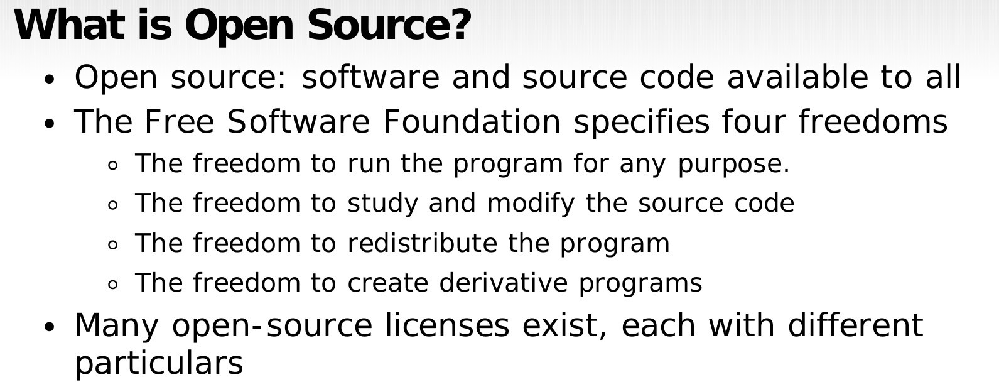 What is Open Source?
• Open source: software and source code available to all
• The Free Software Foundation specifies four freedoms
○ The freedom to run the program for any purpose.
○ The freedom to study and modify the source code
○ The freedom to redistribute the program
○ The freedom to create derivative programs
• Many open-source licenses exist, each with different
particulars